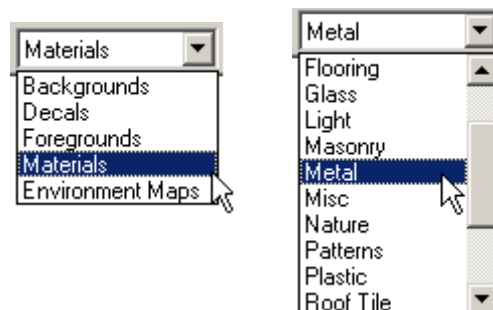 Materials
Backgrounds
Decals
Foregrounds
Materials
Environment Maps
Metal
Flooring
Glass
Light
Masonry
Metal
Misc
Nature
Patterns
Plastic
Roof Tile